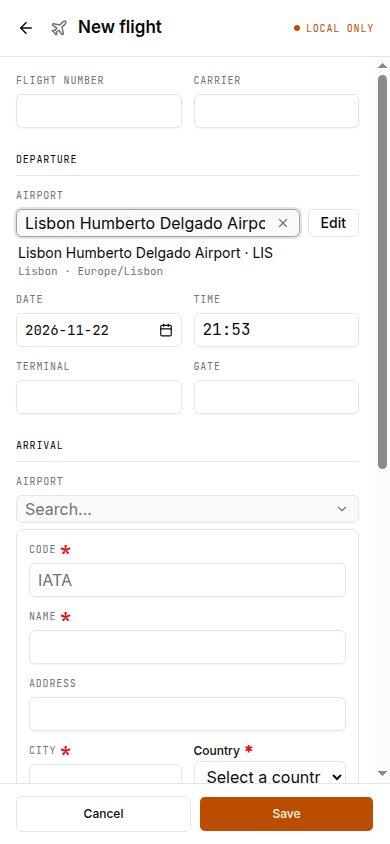 New flight
LOCAL ONLY
FLIGHT NUMBER
CARRIER
DEPARTURE
AIRPORT
Lisbon Humberto Delgado Airpo
Edit
Lisbon Humberto Delgado Airport · LIS
Lisbon · Europe/Lisbon
DATE
TIME
2026-11-22
21:53
TERMINAL
GATE
ARRIVAL
AIRPORT
Search...
CODE *
IATA
NAME *
ADDRESS
CITY *
Country *
Select a countr
Cancel
Save